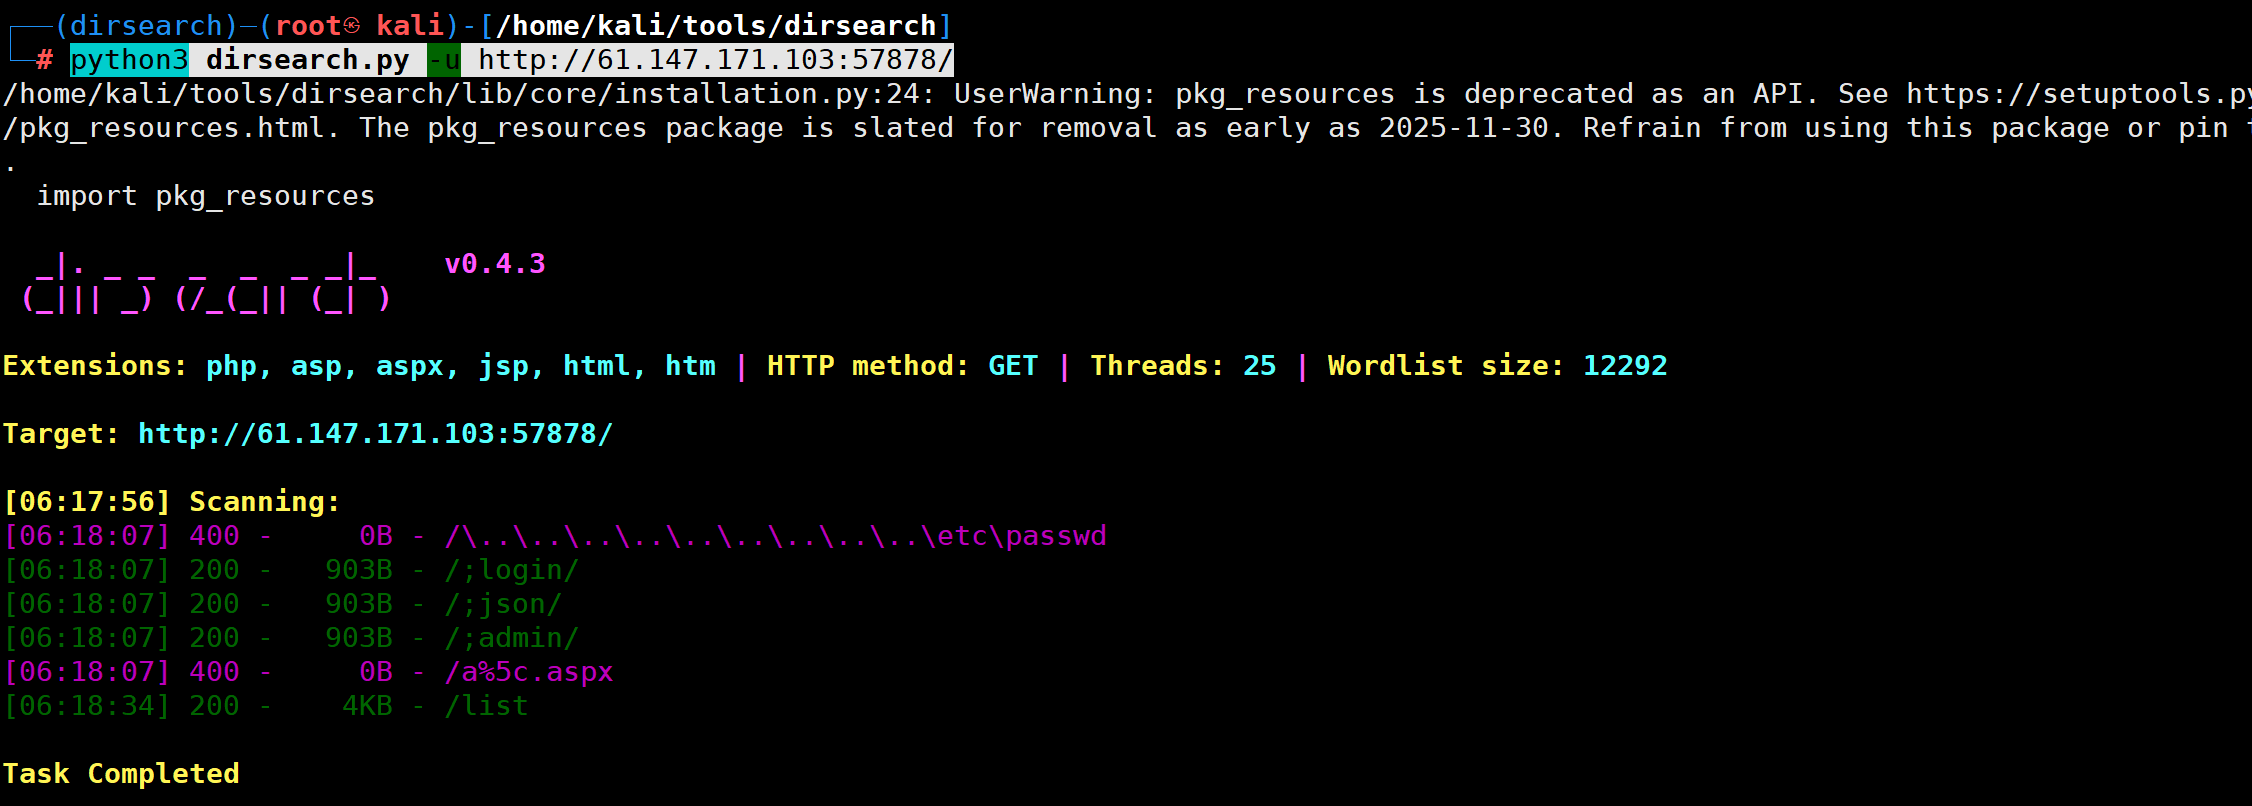 (dirsearch)─(root㉿ kali)-[/home/kali/tools/dirsearch]
# python3 dirsearch.py -u http://61.147.171.103:57878/
/home/kali/tools/dirsearch/lib/core/installation.py:24: UserWarning: pkg_resources is deprecated as an API. See https://setuptools.py
/pkg_resources.html. The pkg_resources package is slated for removal as early as 2025-11-30. Refrain from using this package or pin t
.
  import pkg_resources
  _|. _ _  _  _  _ _|_    v0.4.3
 (_||| _) (/_(_|| (_| )
Extensions: php, asp, aspx, jsp, html, htm | HTTP method: GET | Threads: 25 | Wordlist size: 12292
Target: http://61.147.171.103:57878/
[06:17:56] Scanning:
[06:18:07] 400 -     0B - /\..\..\..\..\..\..\..\..\..\etc\passwd
[06:18:07] 200 -   903B - /;login/
[06:18:07] 200 -   903B - /;json/
[06:18:07] 200 -   903B - /;admin/
[06:18:07] 400 -     0B - /a%5c.aspx
[06:18:34] 200 -    4KB - /list
Task Completed